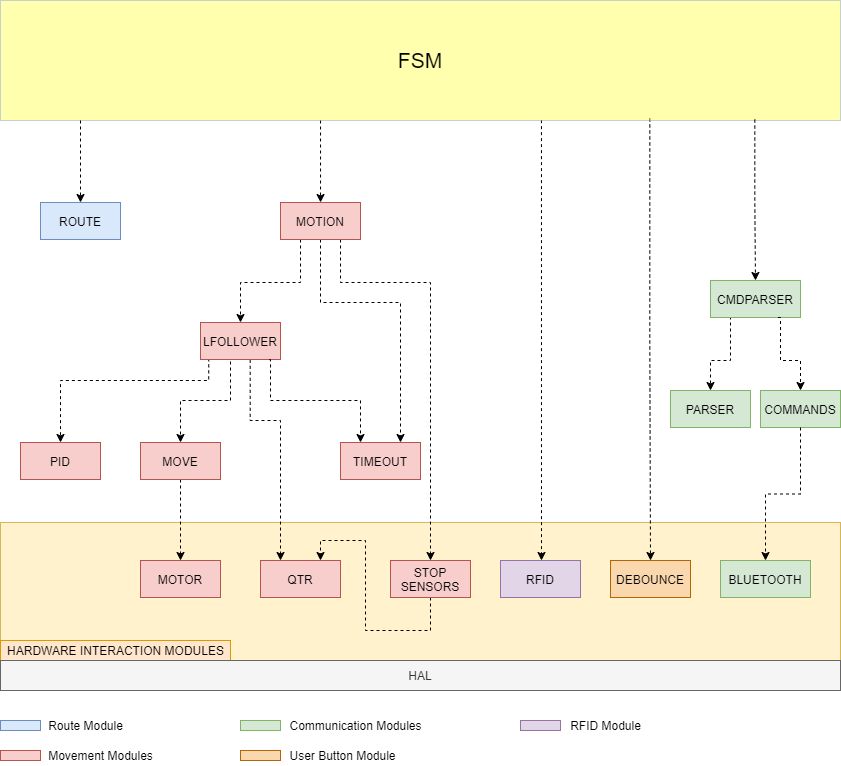 FSM
ROUTE
MOTION
CMDPARSER
LFOLLOWER
PARSER
COMMANDS
PID
MOVE
TIMEOUT
MOTOR
QTR
STOP
SENSORS
RFID
DEBOUNCE
BLUETOOTH
HARDWARE INTERACTION MODULES
HAL
Route Module
Communication Modules
RFID Module
Movement Modules
User Button Module